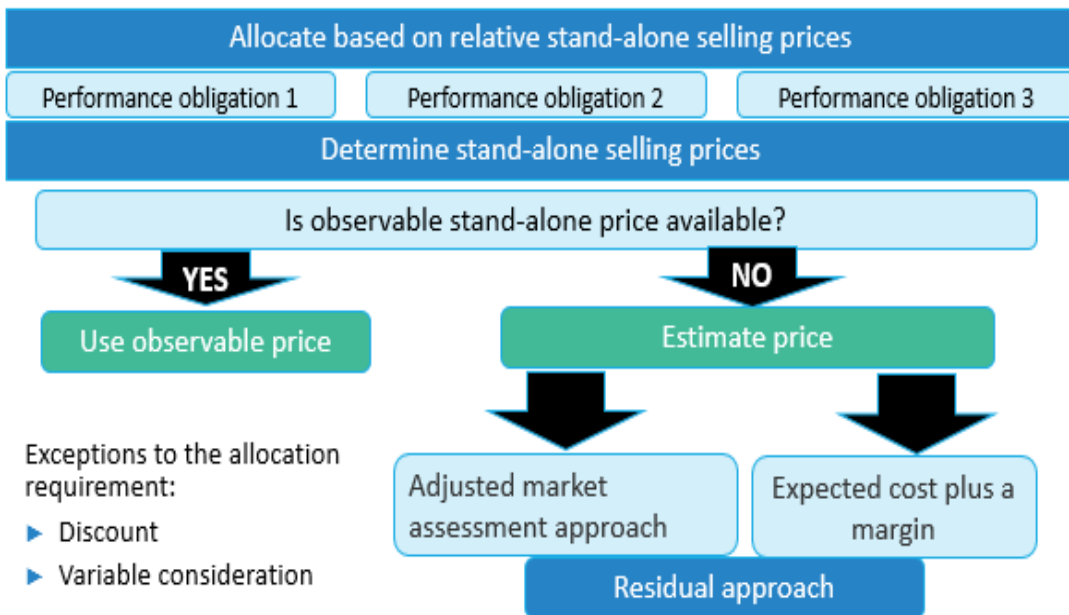 Allocate based on relative stand-alone selling prices
Performance obligation 1
Performance obligation 2
Performance obligation 3
Determine stand-alone selling prices
Is observable stand-alone price available?
YES
NO
Use observable price
Estimate price
Exceptions to the allocation
requirement:
Discount
Variable consideration
Adjusted market
assessment approach
Expected cost plus a
margin
Residual approach